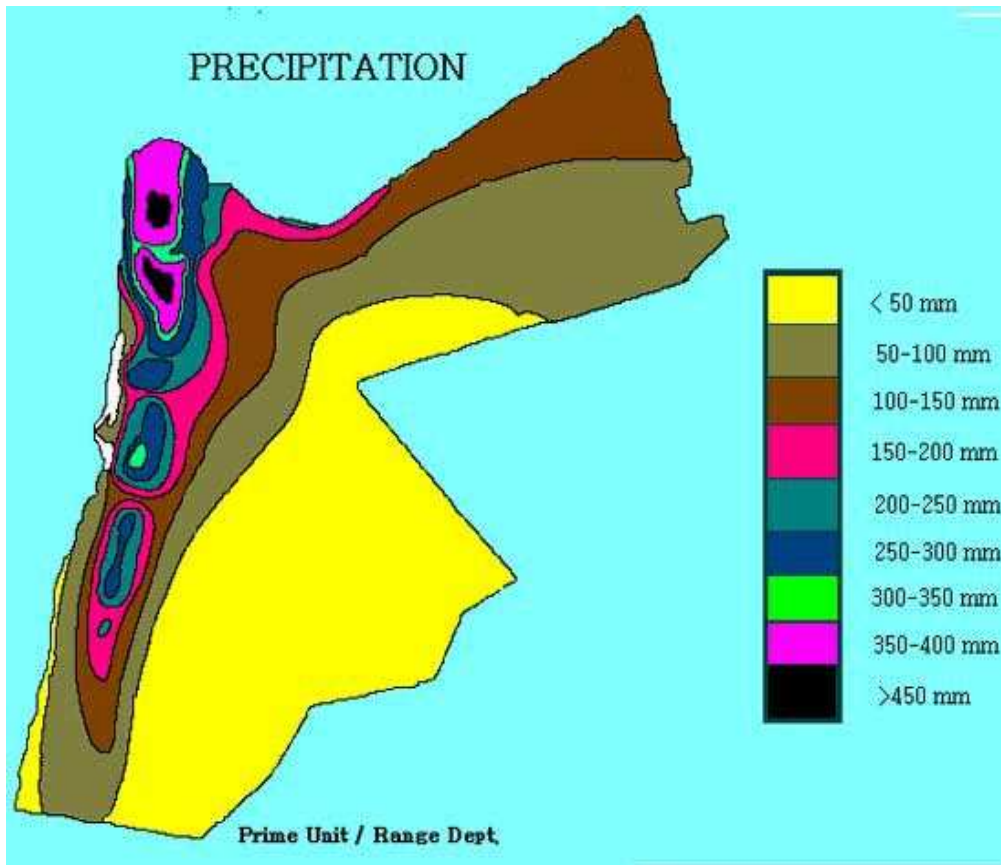 PRECIPITATION
< 50 mm
50-100 mm
100-150 mm
150-200 mm
200-250 mm
250-300 mm
300-350 mm
350-400 mm
>450 mm
Prime Unit / Range Dept.